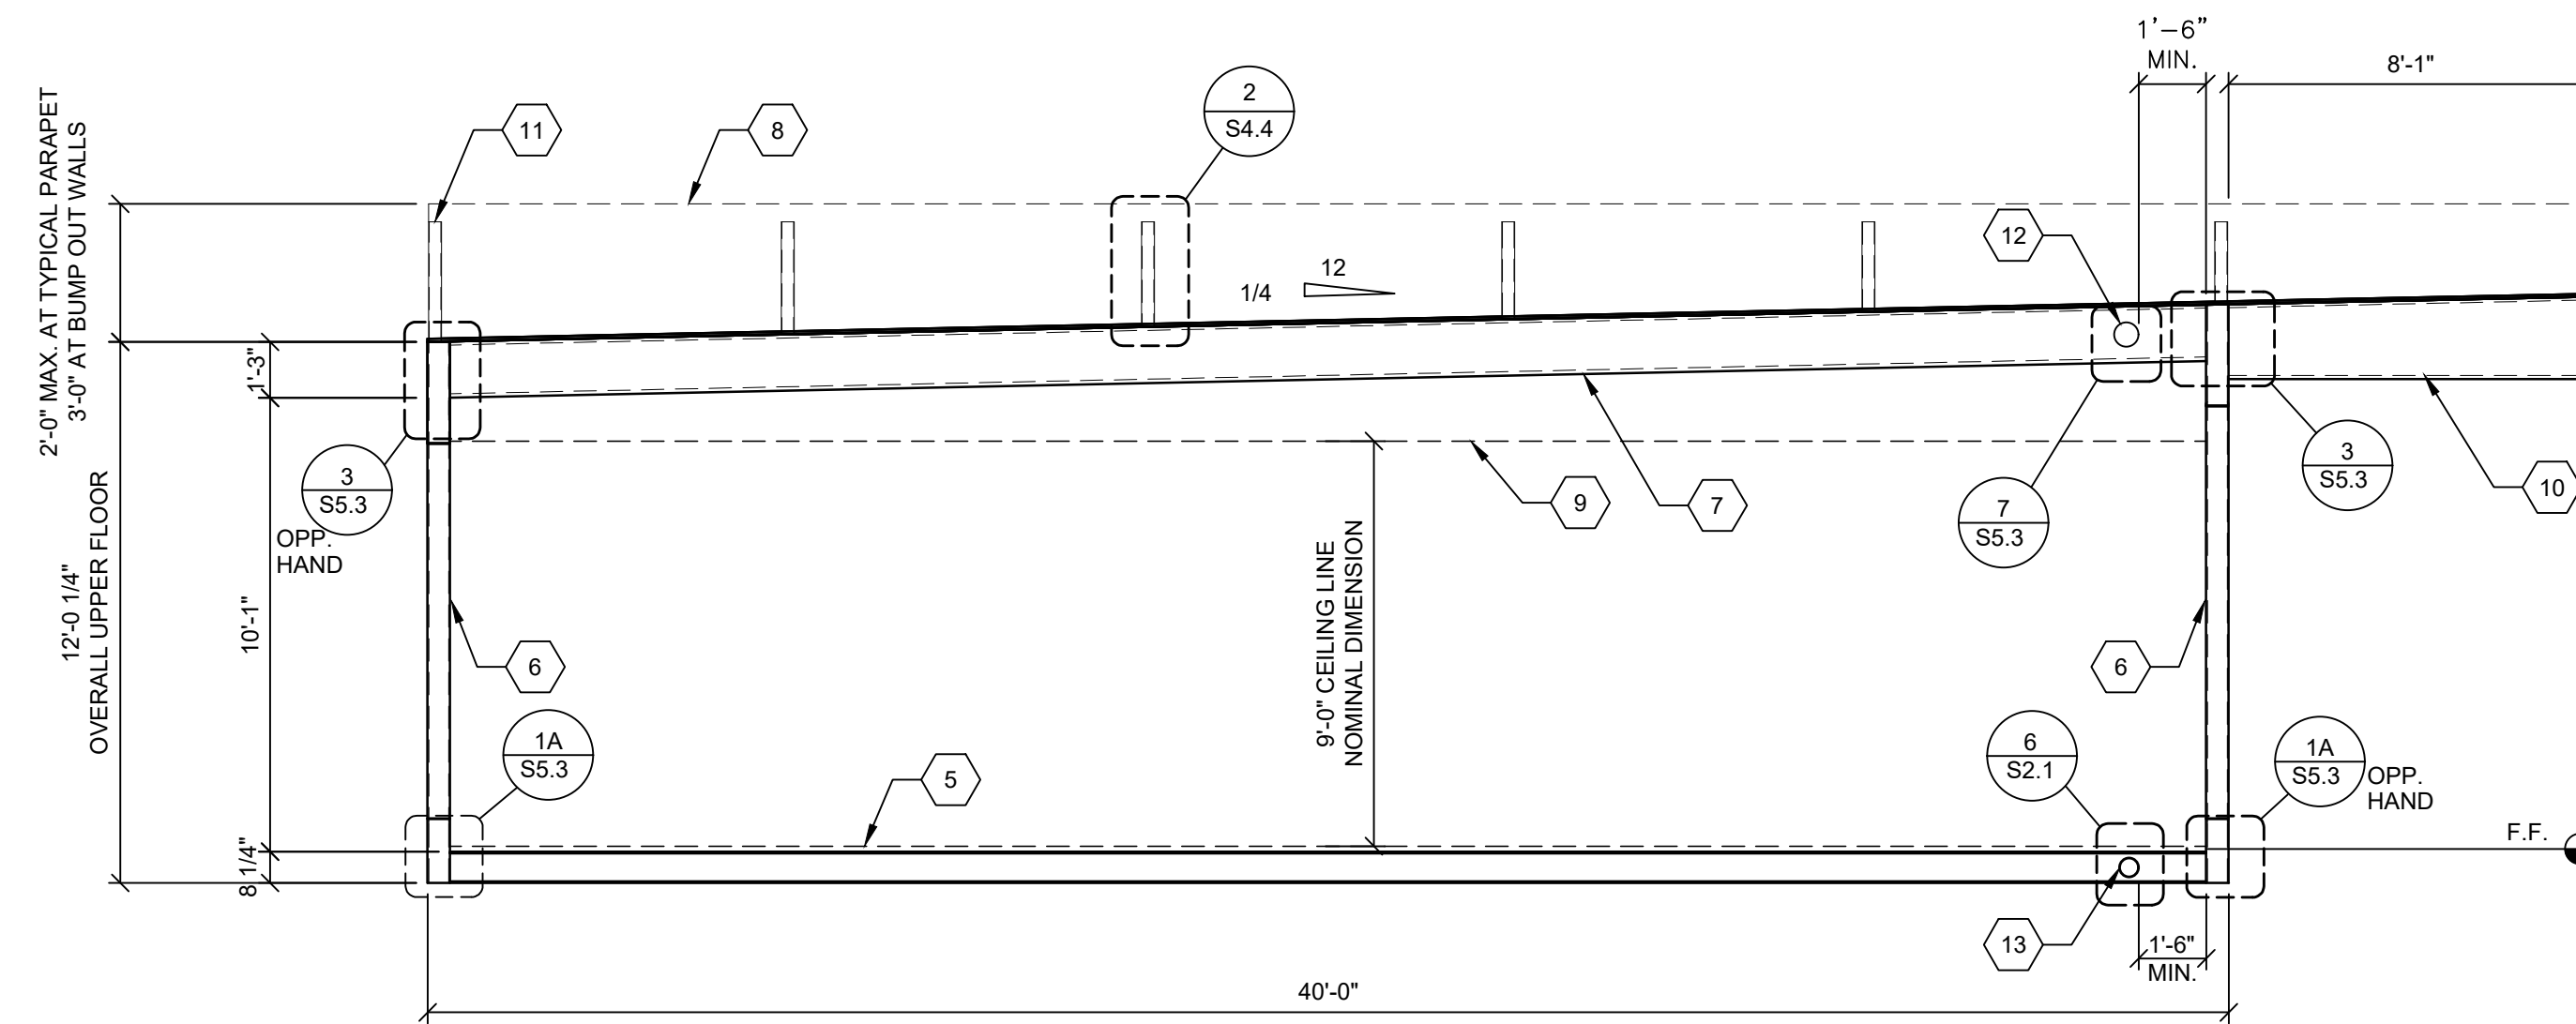 1'-6"
MIN.
8'-1"
2'-0" MAX. AT TYPICAL PARAPET
3'-0" AT BUMP OUT WALLS
11
8
2
S4.4
12
12
1/4
1'-3"
3
S5.3
OPP.
HAND
9
7
7
S5.3
3
S5.3
10
12'-0 1/4"
OVERALL UPPER FLOOR
10'-1"
9'-0" CEILING LINE
NOMINAL DIMENSION
6
6
1A
S5.3
5
6
S2.1
1A
S5.3
OPP.
HAND
F.F.
8 1/4"
13
1'-6"
MIN.
40'-0"